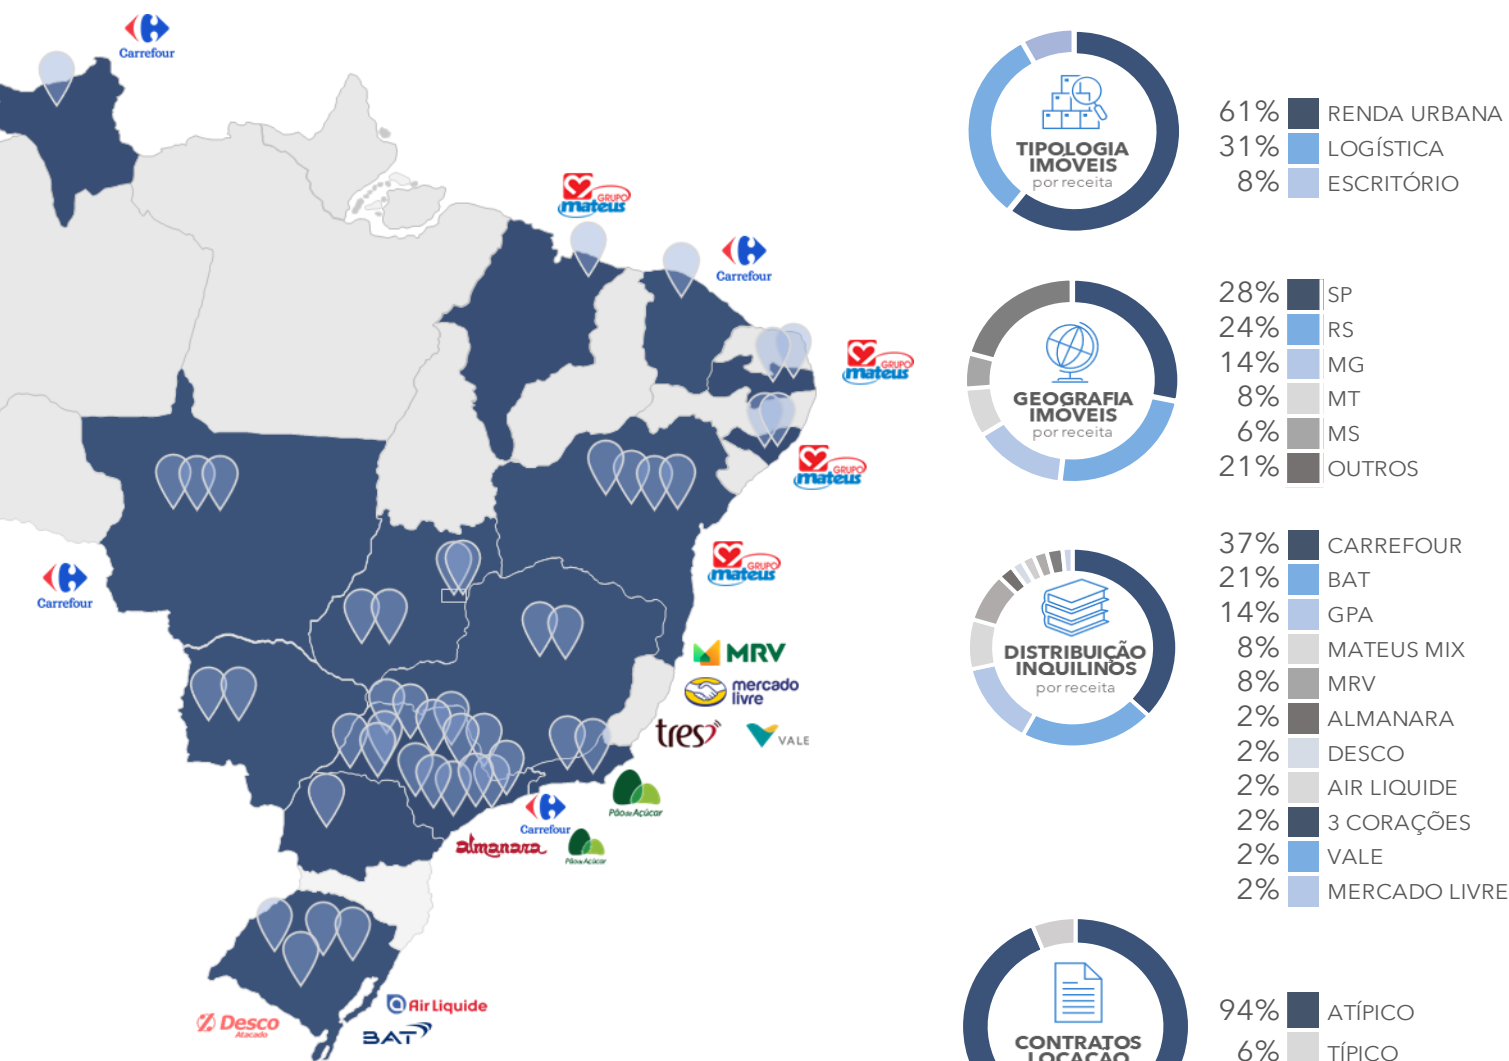 Carrefour
GRUPO
mateus
Carrefour
GRUPO
mateus
GRUPO
mateus
GRUPO
mateus
Carrefour
MRV
mercado
livre
tres
VALE
Pão de Açúcar
Carrefour
almanara
Pão de Açúcar
Air Liquide
Desco
Atacado
BAT
TIPOLOGIA
IMÓVEIS
por receita
61% RENDA URBANA
31% LOGÍSTICA
8% ESCRITÓRIO
GEOGRAFIA
IMÓVEIS
por receita
28% SP
24% RS
14% MG
8% MT
6% MS
21% OUTROS
DISTRIBUIÇÃO
INQUILINOS
por receita
37% CARREFOUR
21% BAT
14% GPA
8% MATEUS MIX
8% MRV
2% ALMANARA
2% DESCO
2% AIR LIQUIDE
2% 3 CORAÇÕES
2% VALE
2% MERCADO LIVRE
CONTRATOS
LOCAÇÃO
94% ATÍPICO
6% TÍPICO